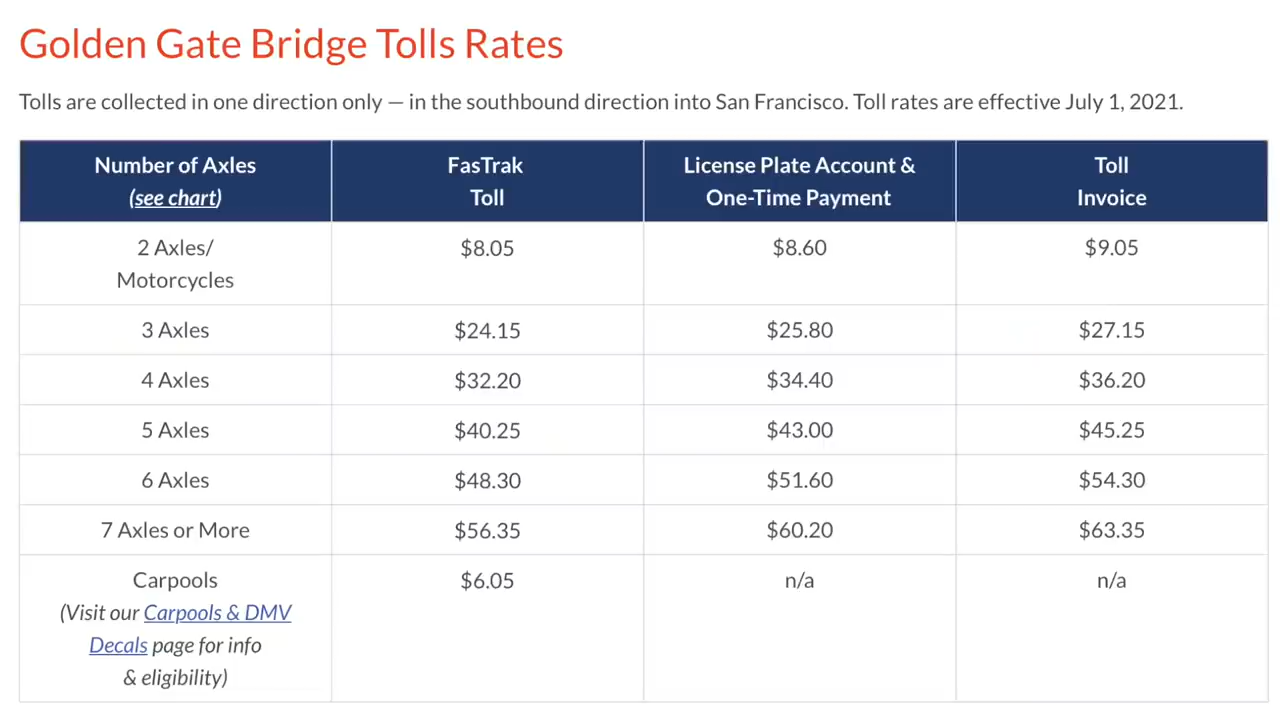 Golden Gate Bridge Tolls Rates
Tolls are collected in one direction only — in the southbound direction into San Francisco. Toll rates are effective July 1, 2021.
Number of Axles
(see chart)
FasTrak
Toll
License Plate Account &
One-Time Payment
Toll
Invoice
2 Axles/
Motorcycles
$8.05
$8.60
$9.05
3 Axles
$24.15
$25.80
$27.15
4 Axles
$32.20
$34.40
$36.20
5 Axles
$40.25
$43.00
$45.25
6 Axles
$48.30
$51.60
$54.30
7 Axles or More
$56.35
$60.20
$63.35
Carpools
(Visit our Carpools & DMV
Decals page for info
& eligibility)
$6.05
n/a
n/a